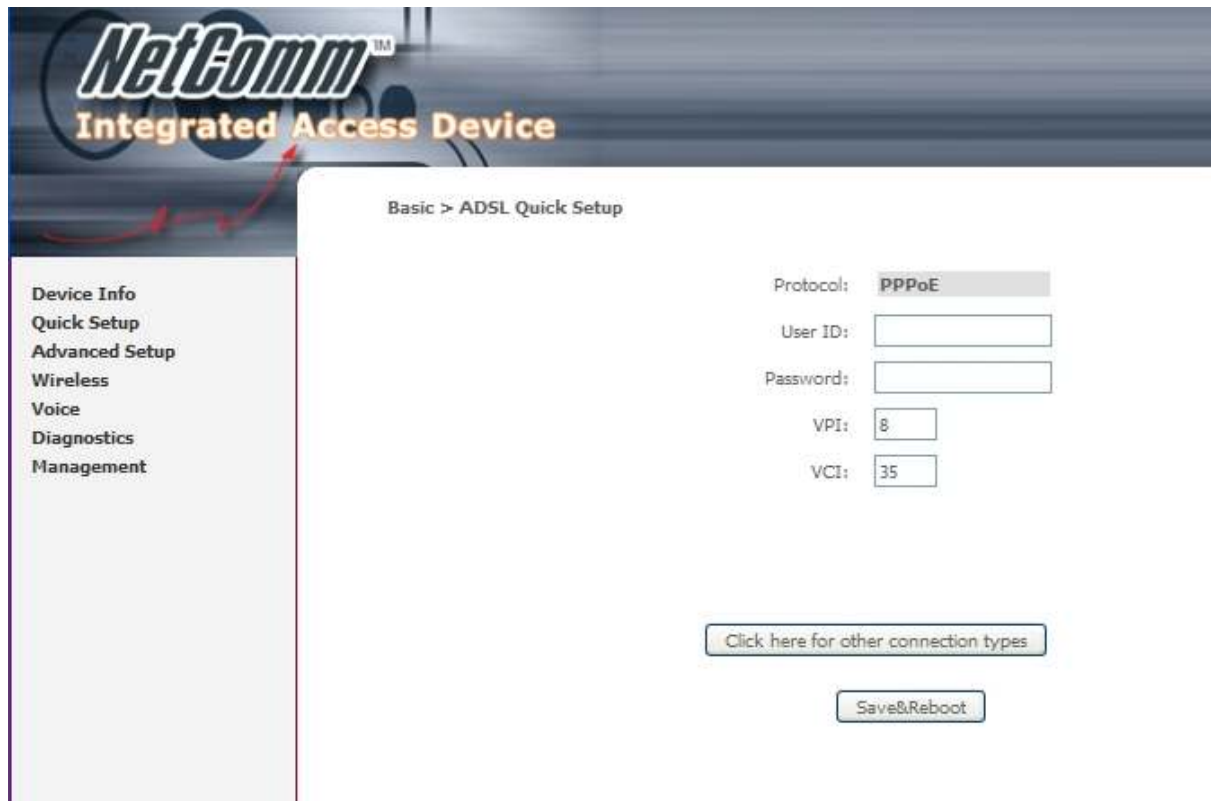 NetComm™
Integrated Access Device
Basic > ADSL Quick Setup
Device Info
Quick Setup
Advanced Setup
Wireless
Voice
Diagnostics
Management
Protocol: PPPoE
User ID:
Password:
VPI: 8
VCI: 35
Click here for other connection types
Save&Reboot